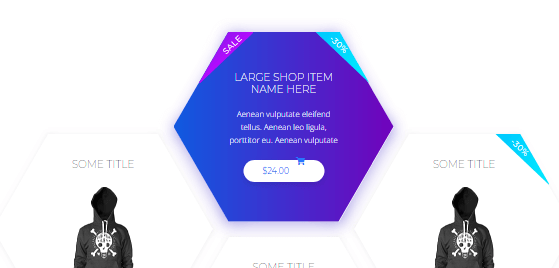 SALE
-30%
LARGE SHOP ITEM
NAME HERE
Aenean vulputate eleifend
tellus. Aenean leo ligula,
porttitor eu. Aenean vulputate
$24.00
SOME TITLE
SOME TITLE
-30%
SOME TITLE